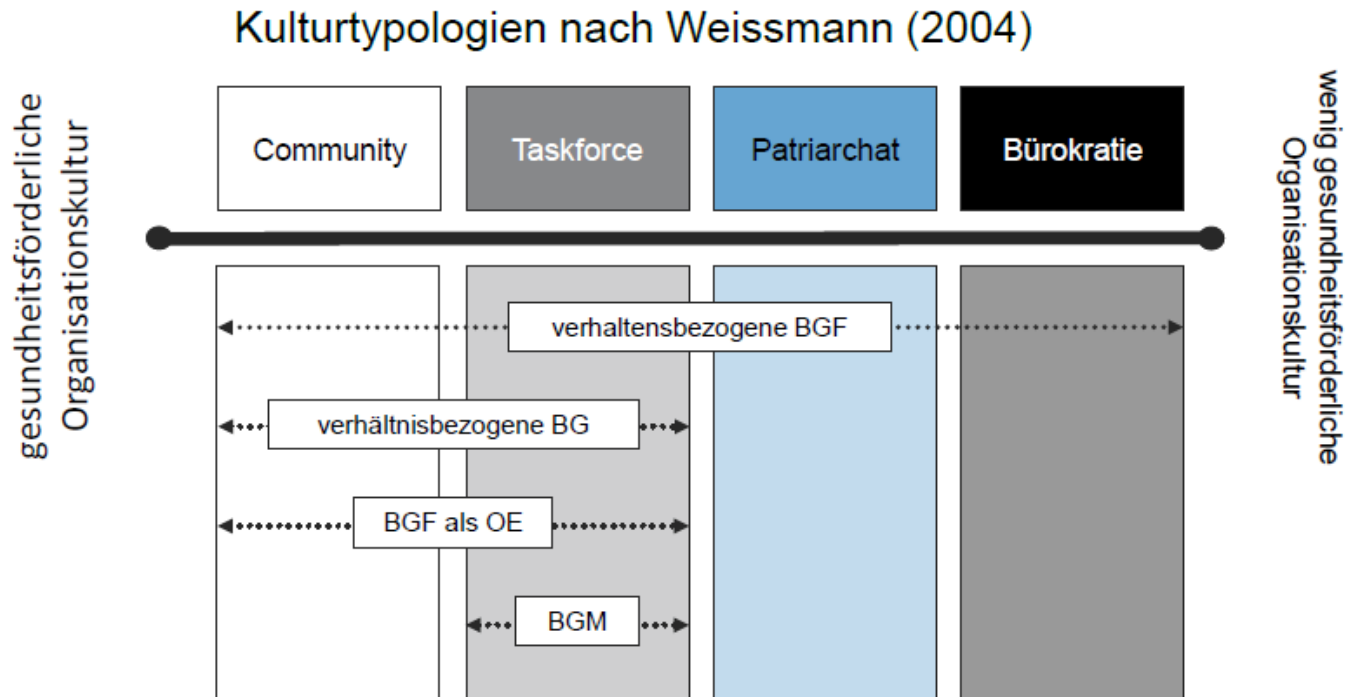 Kulturtypologien nach Weissmann (2004)
gesundheitsförderliche
Organisationskultur
Community
Taskforce
Patriarchat
Bürokratie
wenig gesundheitsförderliche
Organisationskultur
verhaltensbezogene BGF
verhältnisbezogene BG
BGF als OE
BGM